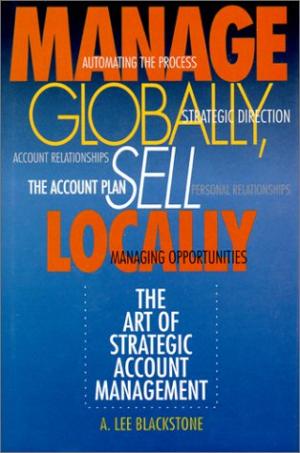 MANAGE
AUTOMATING THE PROCESS
GLOBALLY,
STRATEGIC DIRECTION
ACCOUNT RELATIONSHIPS
SELL
THE ACCOUNT PLAN
PERSONAL RELATIONSHIPS
LOCALLY
MANAGING OPPORTUNITIES
THE
ART OF
STRATEGIC
ACCOUNT
MANAGEMENT
A. LEE BLACKSTONE